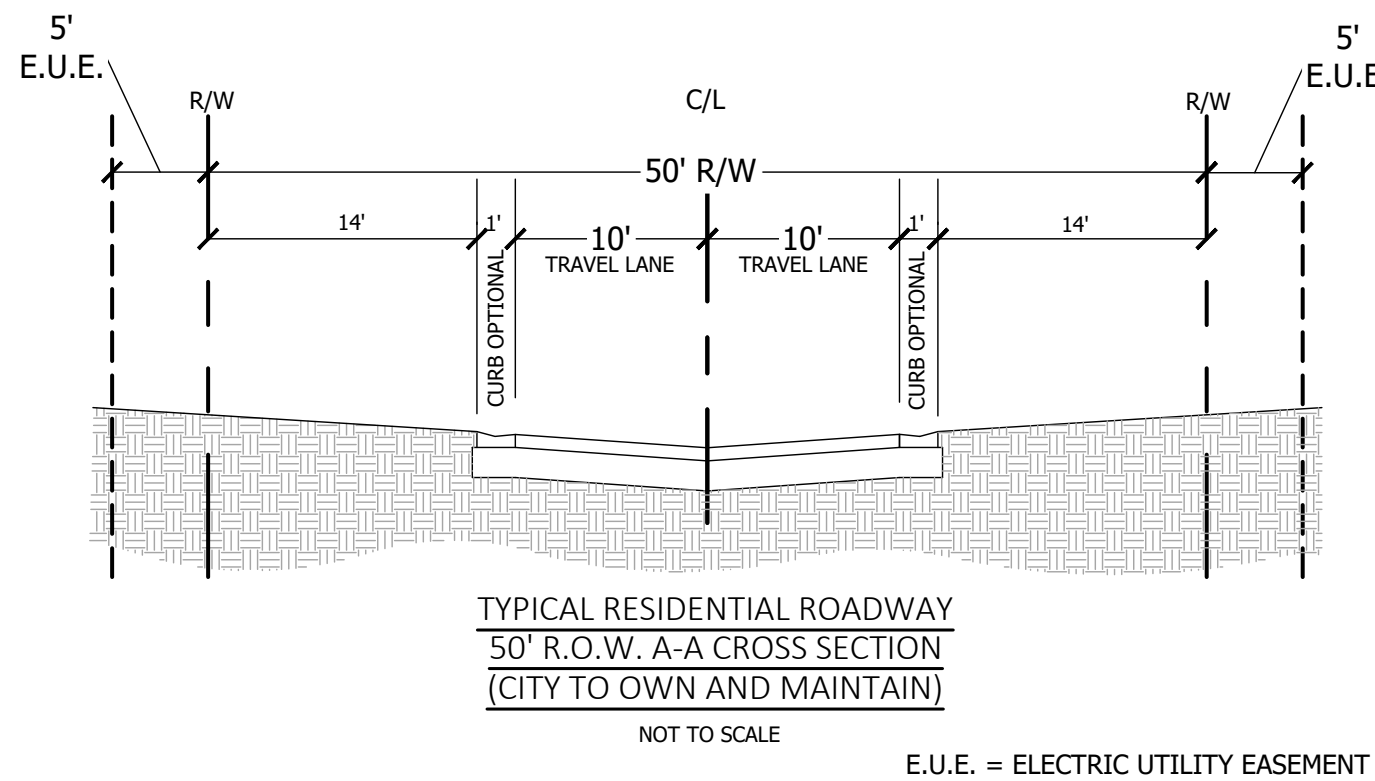 5'
E.U.E.
5'
E.U.E
R/W
C/L
R/W
50' R/W
14'
1'
10'
TRAVEL LANE
10'
TRAVEL LANE
1'
14'
CURB OPTIONAL
CURB OPTIONAL
TYPICAL RESIDENTIAL ROADWAY
50' R.O.W. A-A CROSS SECTION
(CITY TO OWN AND MAINTAIN)
NOT TO SCALE
E.U.E. = ELECTRIC UTILITY EASEMENT